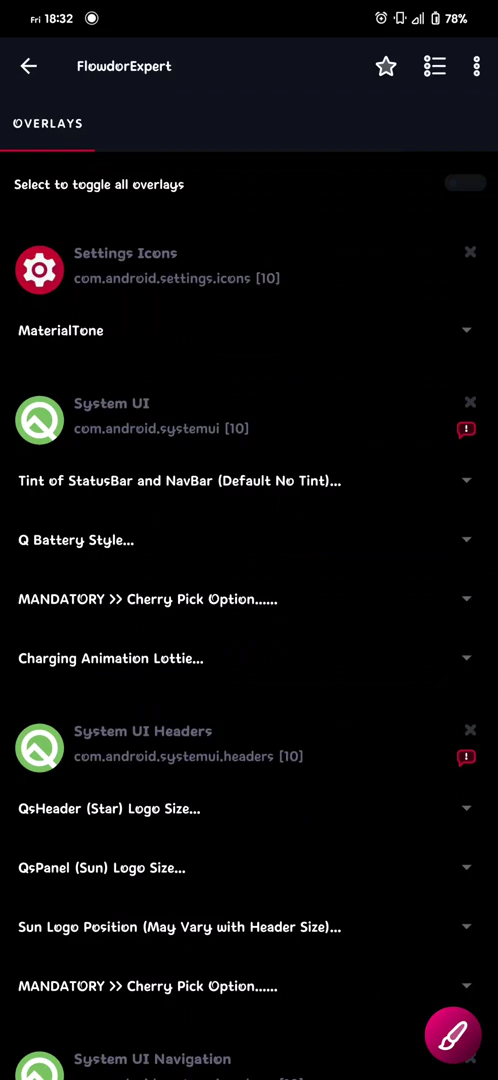 Fri 18:32
78%
FlowdorExpert
OVERLAYS
Select to toggle all overlays
Settings Icons
com.android.settings.icons [10]
MaterialTone
System UI
com.android.systemui [10]
Tint of StatusBar and NavBar (Default No Tint)...
Q Battery Style...
MANDATORY >> Cherry Pick Option......
Charging Animation Lottie...
System UI Headers
com.android.systemui.headers [10]
QsHeader (Star) Logo Size...
QsPanel (Sun) Logo Size...
Sun Logo Position (May Vary with Header Size)...
MANDATORY >> Cherry Pick Option......
System UI Navigation